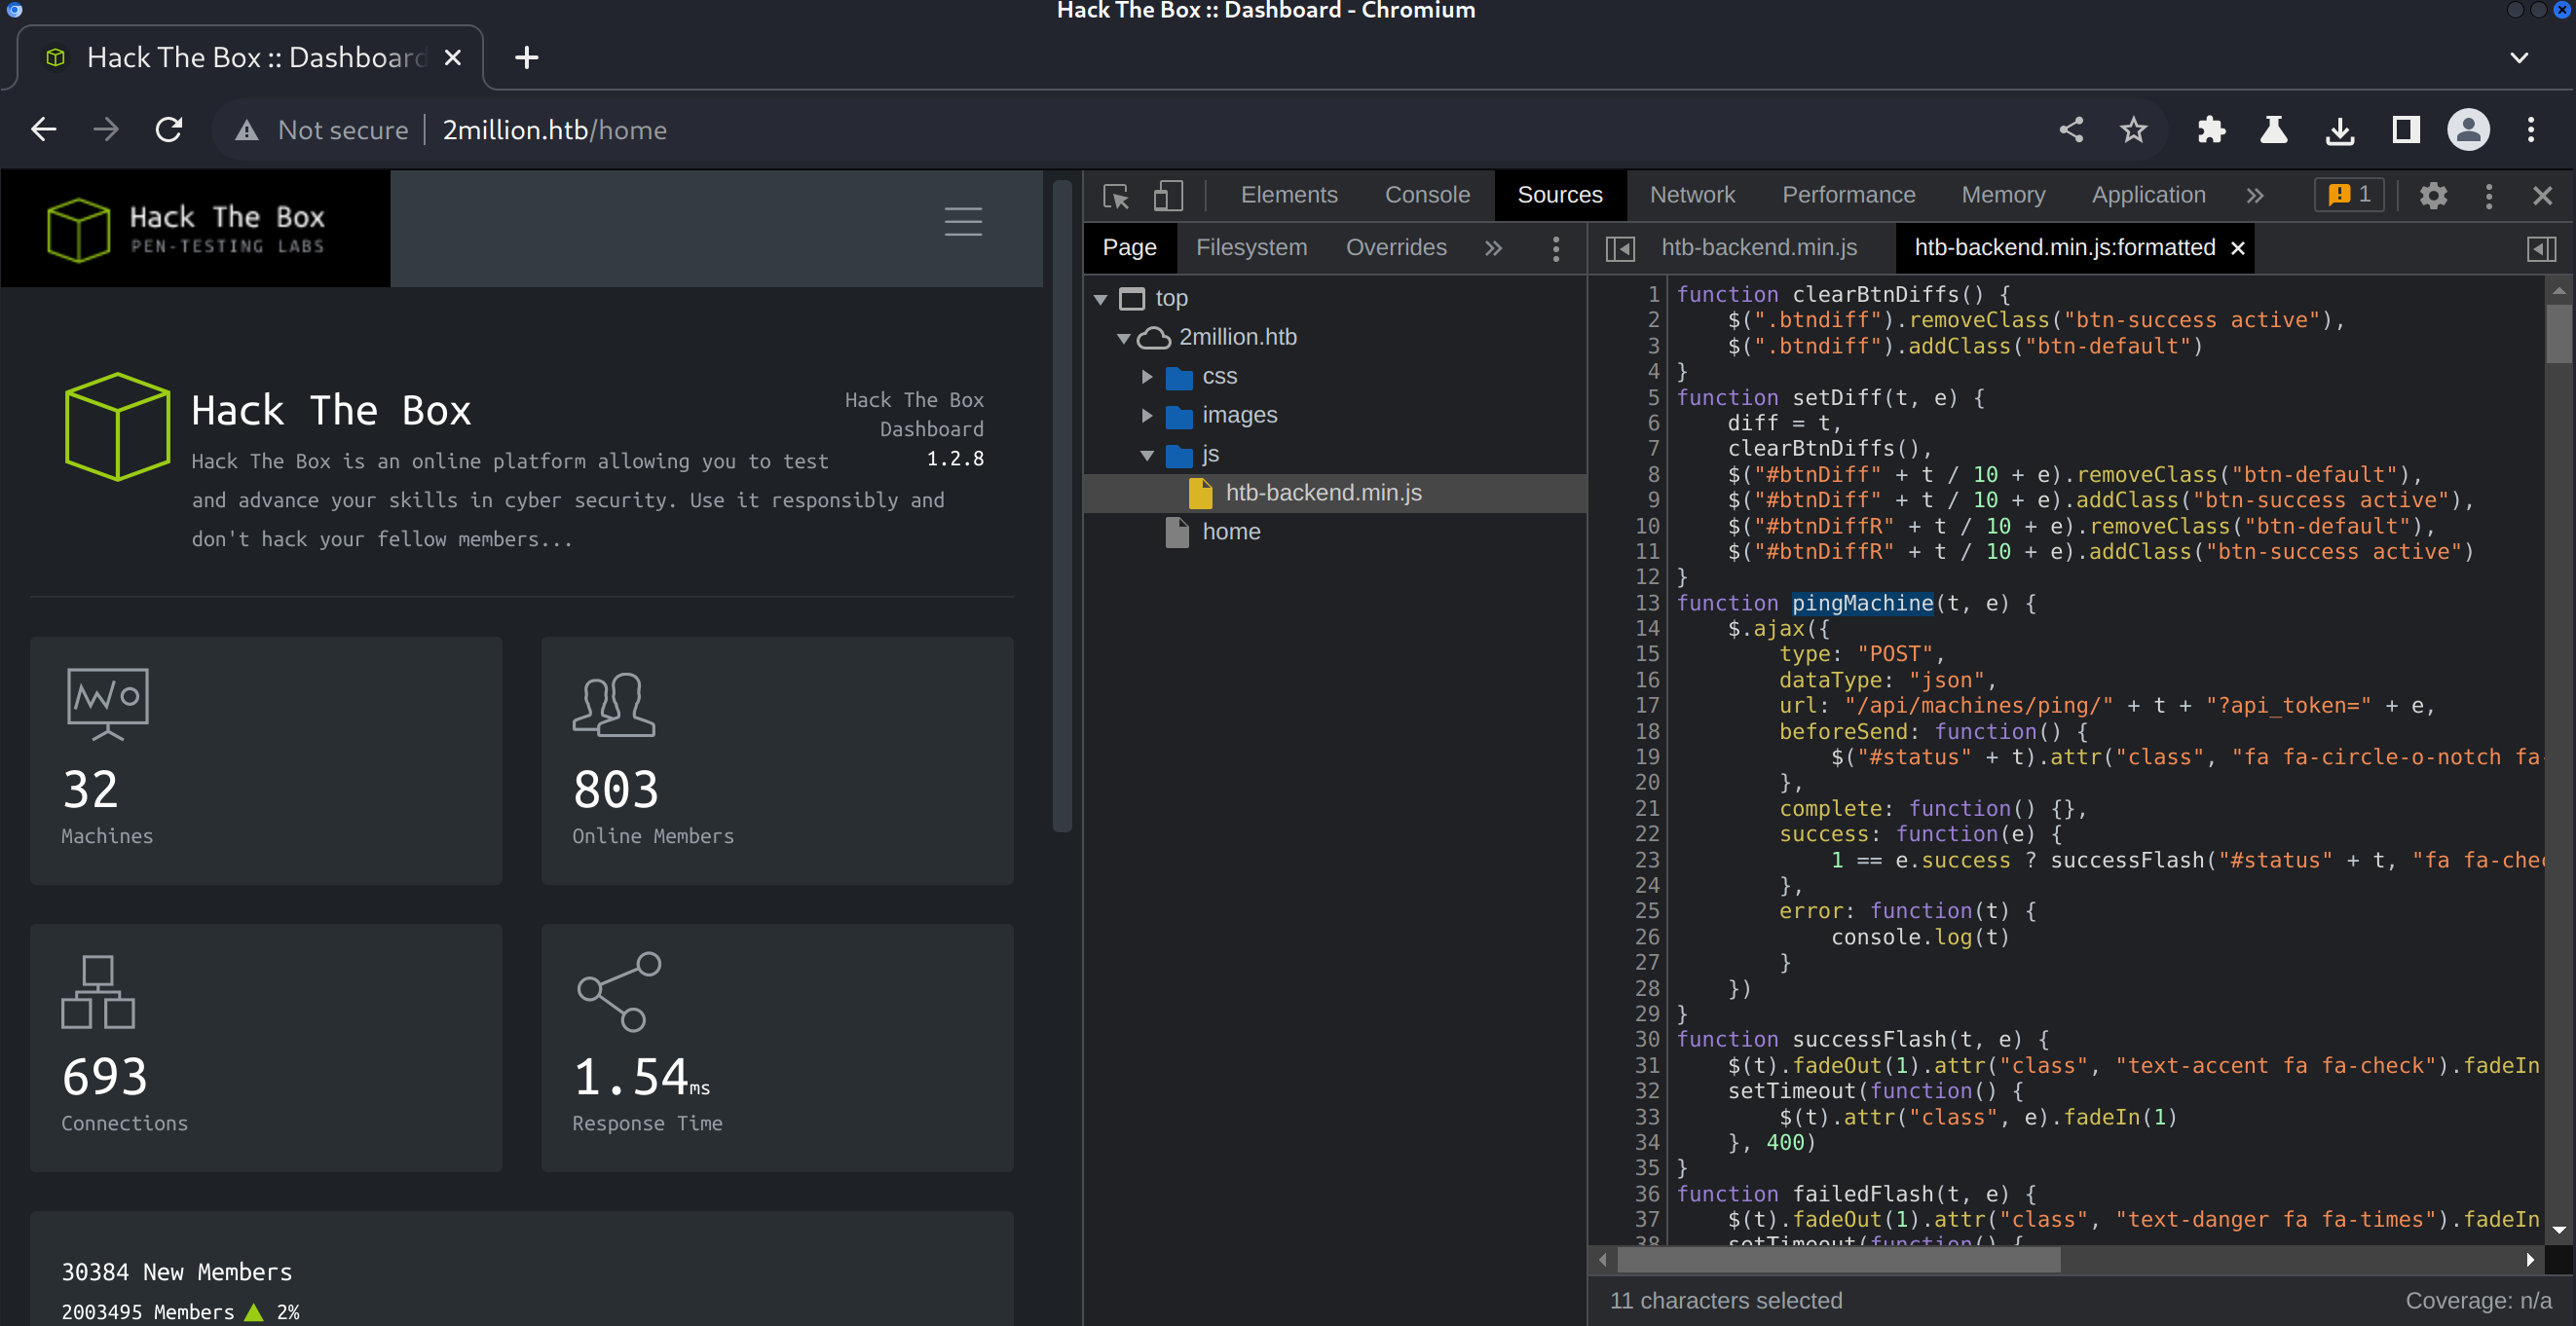 Hack The Box :: Dashboard - Chromium
Hack The Box :: Dashboard
Not secure
2million.htb/home
Hack The Box
PEN-TESTING LABS
Hack The Box
Hack The Box is an online platform allowing you to test
and advance your skills in cyber security. Use it responsibly and
don't hack your fellow members...
Hack The Box
Dashboard
1.2.8
32
Machines
803
Online Members
693
Connections
1.54ms
Response Time
30384 New Members
2003495 Members 2%
Elements Console Sources Network Performance Memory Application 1
Page Filesystem Overrides
top
2million.htb
css
images
js
htb-backend.min.js
home
htb-backend.min.js htb-backend.min.js:formatted
1 function clearBtnDiffs() {
2 $(".btndiff").removeClass("btn-success active"),
3 $(".btndiff").addClass("btn-default")
4 }
5 function setDiff(t, e) {
6 diff = t,
7 clearBtnDiffs(),
8 $("#btnDiff" + t / 10 + e).removeClass("btn-default"),
9 $("#btnDiff" + t / 10 + e).addClass("btn-success active"),
10 $("#btnDiffR" + t / 10 + e).removeClass("btn-default"),
11 $("#btnDiffR" + t / 10 + e).addClass("btn-success active")
12 }
13 function pingMachine(t, e) {
14 $.ajax({
15 type: "POST",
16 dataType: "json",
17 url: "/api/machines/ping/" + t + "?api_token=" + e,
18 beforeSend: function() {
19 $("#status" + t).attr("class", "fa fa-circle-o-notch fa-
20 },
21 complete: function() {},
22 success: function(e) {
23 1 == e.success ? successFlash("#status" + t, "fa fa-chec
24 },
25 error: function(t) {
26 console.log(t)
27 }
28 })
29 }
30 function successFlash(t, e) {
31 $(t).fadeOut(1).attr("class", "text-accent fa fa-check").fadeIn
32 setTimeout(function() {
33 $(t).attr("class", e).fadeIn(1)
34 }, 400)
35 }
36 function failedFlash(t, e) {
37 $(t).fadeOut(1).attr("class", "text-danger fa fa-times").fadeIn
38 setTimeout(function() {
11 characters selected
Coverage: n/a